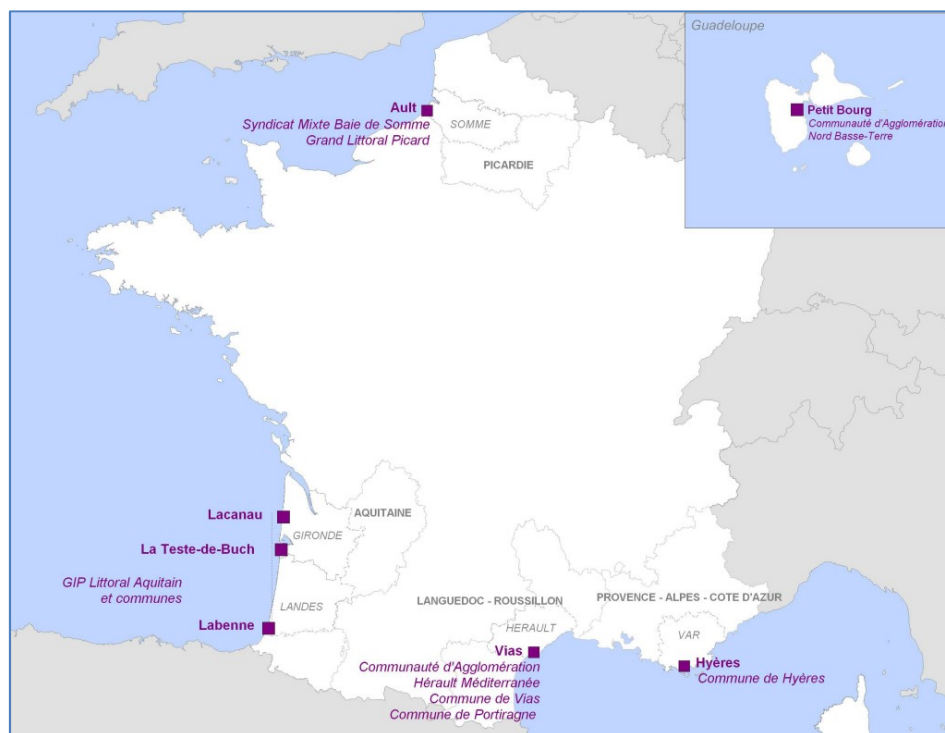 Guadeloupe
Petit Bourg
Communauté d'Agglomération
Nord Basse-Terre
Ault
Syndicat Mixte Baie de Somme
Grand Littoral Picard
SOMME
PICARDIE
Lacanau
GIRONDE
AQUITAINE
La Teste-de-Buch
GIP Littoral Aquitain
et communes
LANDES
Labenne
LANGUEDOC - ROUSSILLON
HERAULT
Vias
Communauté d'Agglomération
Hérault Méditerranée
Commune de Vias
Commune de Portiragne
PROVENCE - ALPES - COTE D'AZUR
VAR
Hyères
Commune de Hyères